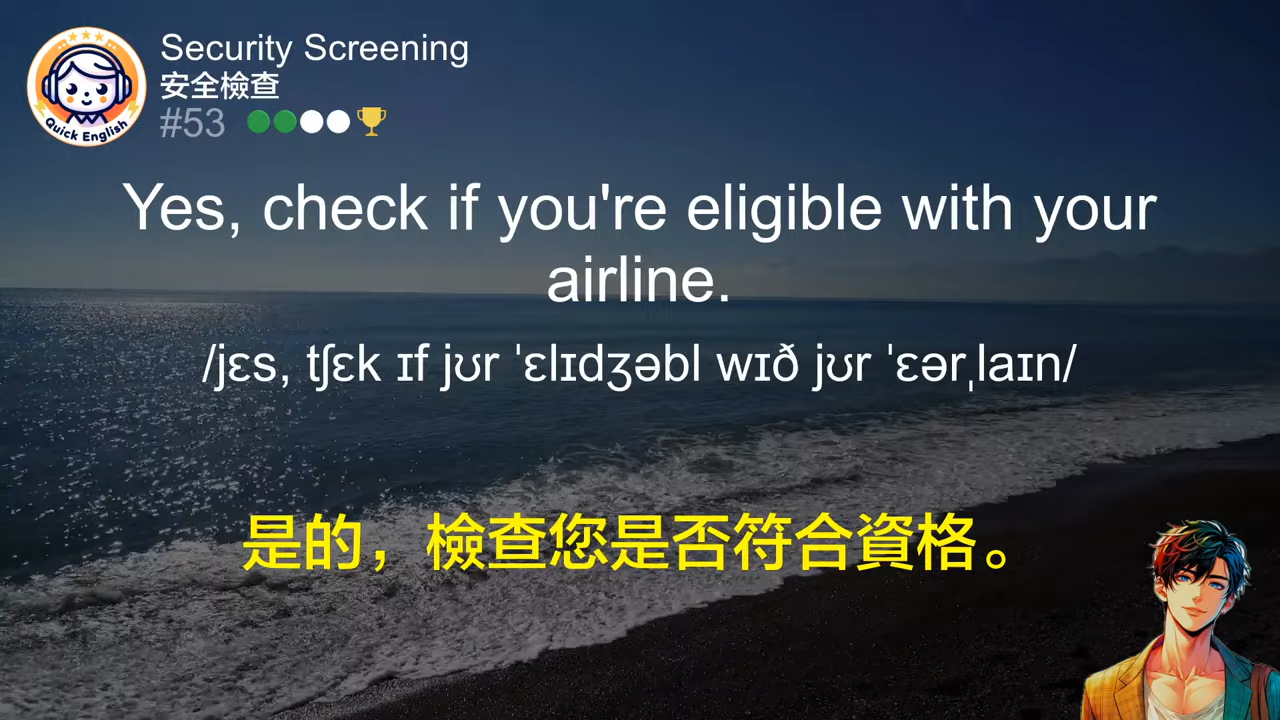 Security Screening
安全檢查
#53
Quick English
Yes, check if you're eligible with your
airline.
/jɛs, tʃɛk ɪf jʊr ˈɛlɪdʒəbl wɪð jʊr ˈɛərˌlaɪn/
是的，檢查您是否符合資格。